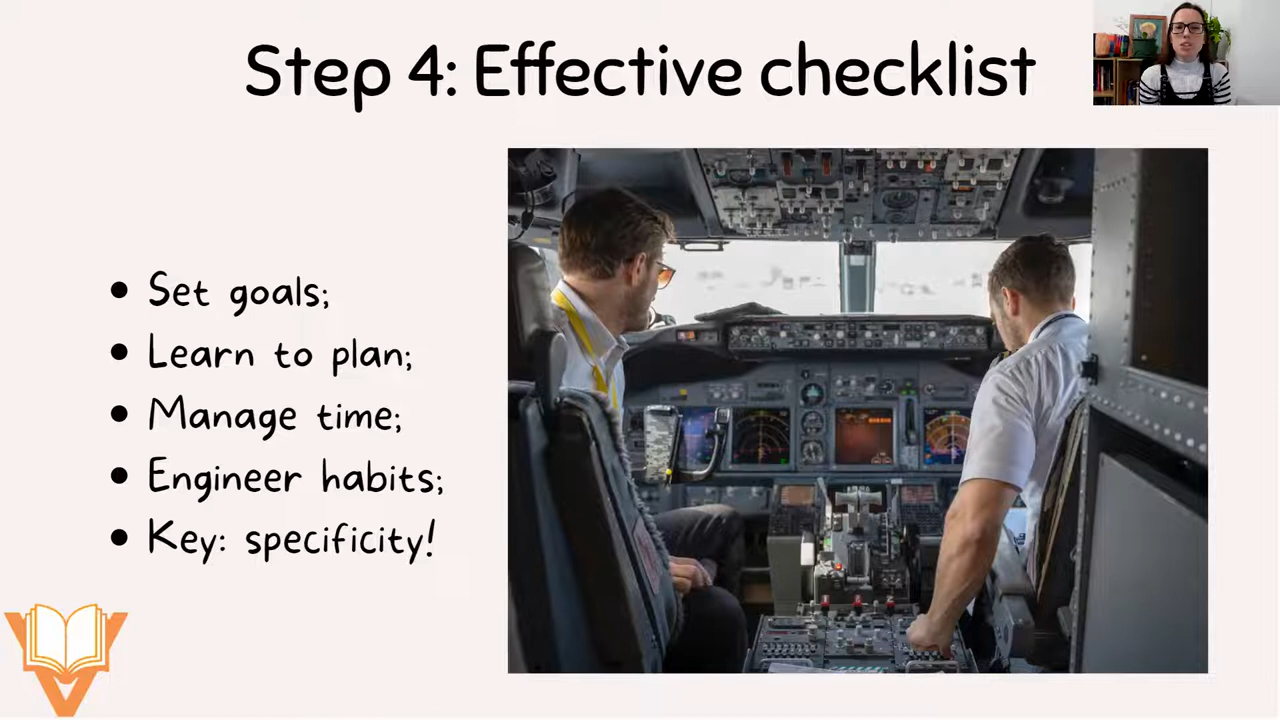 Step 4: Effective checklist
• Set goals;
• Learn to plan;
• Manage time;
• Engineer habits;
• Key: specificity!